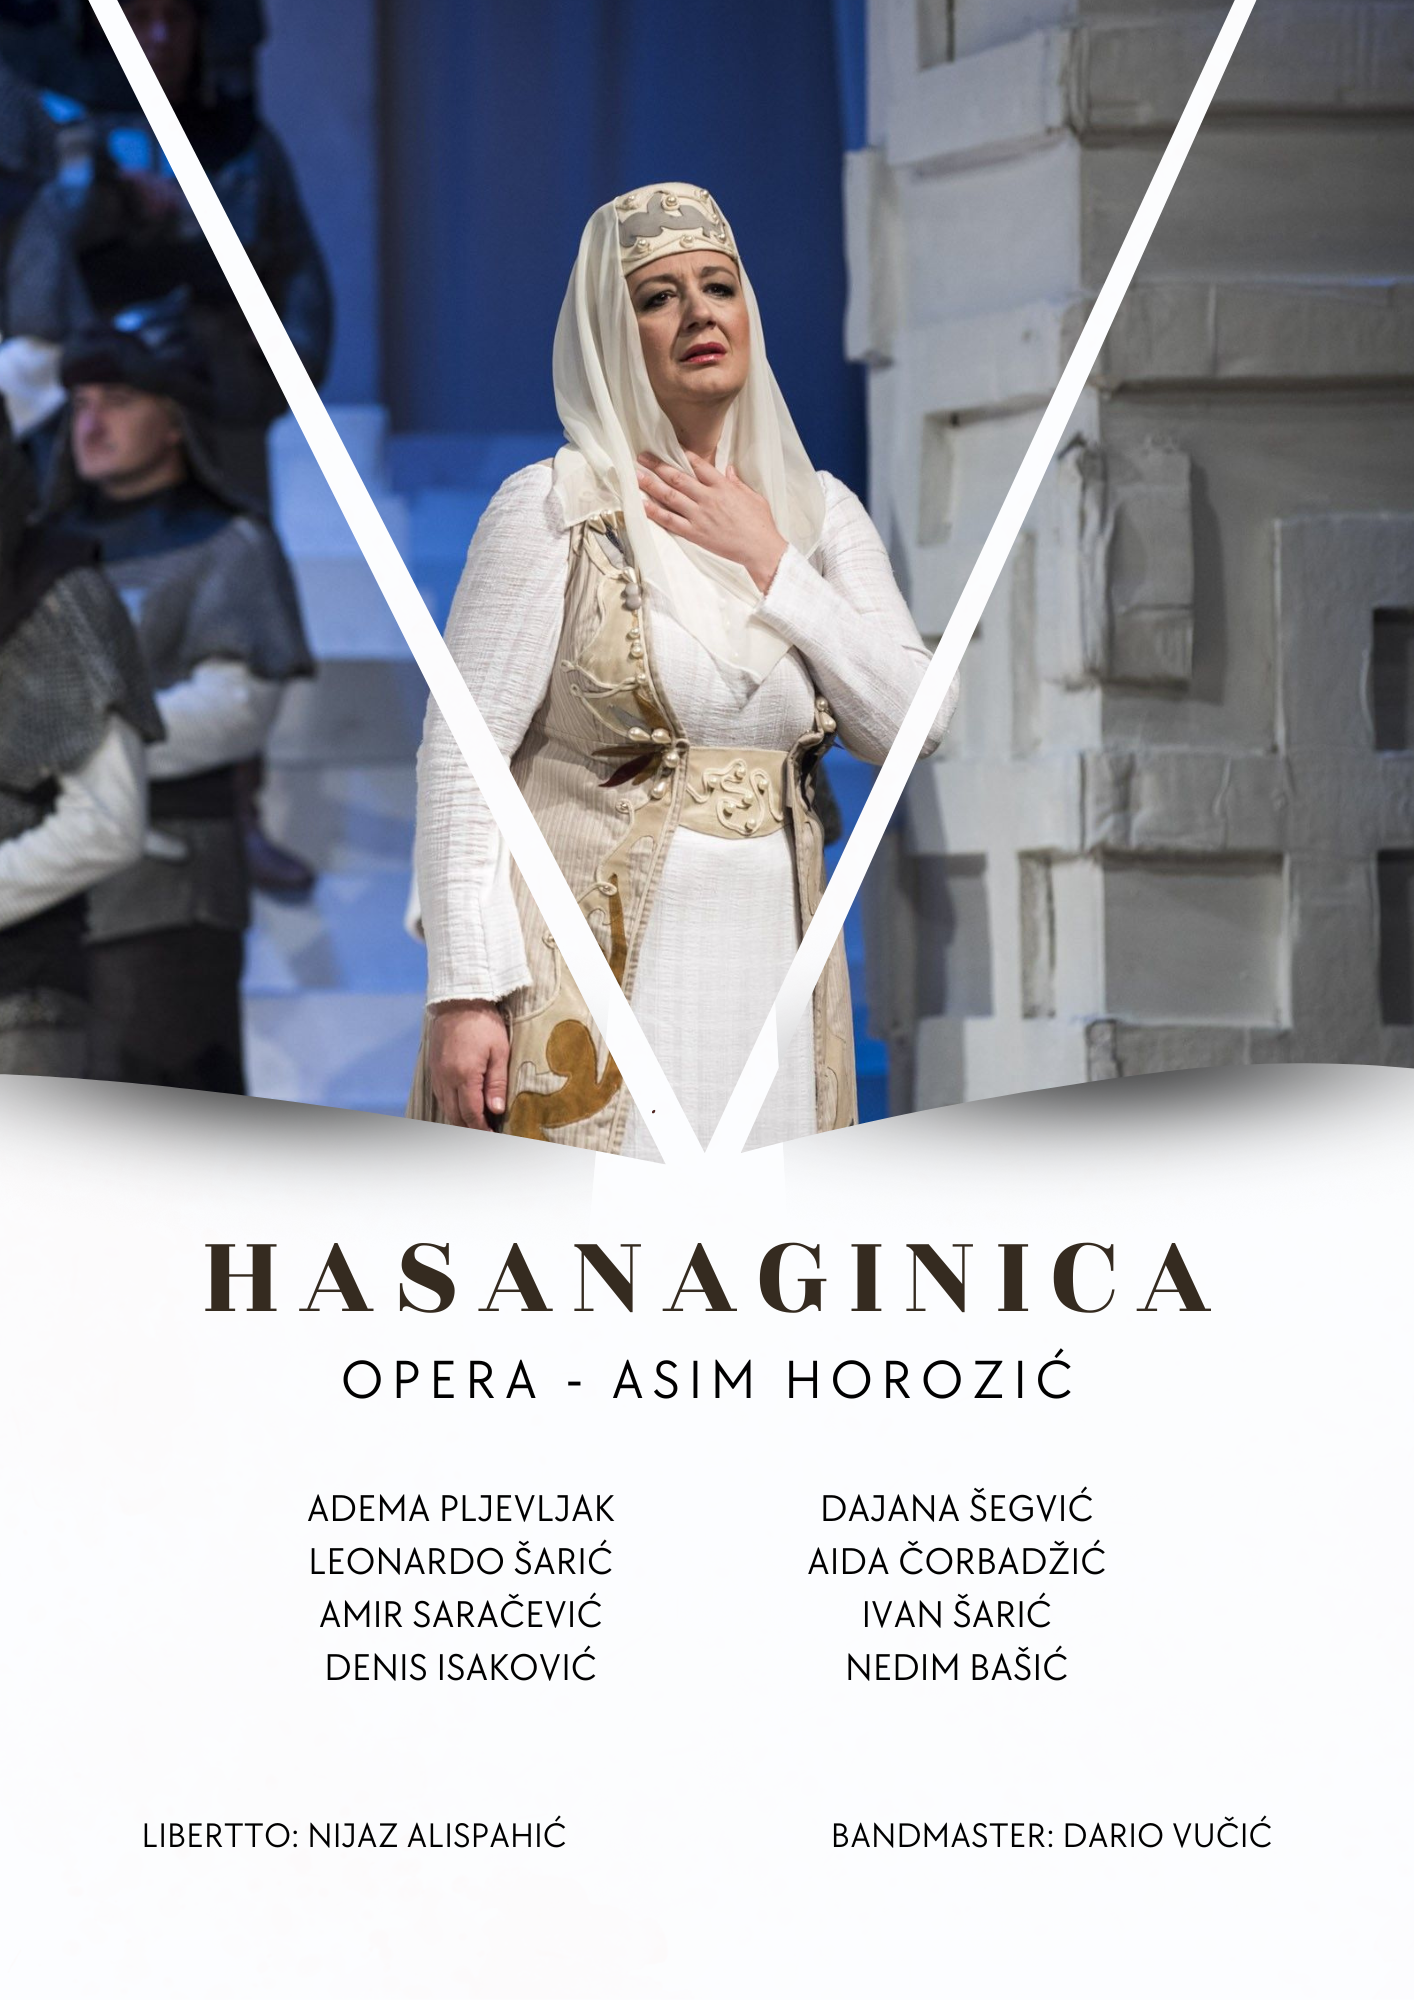 HASANAGINICA
OPERA - ASIM HOROZIĆ
ADEMA PLJEVLJAK
LEONARDO ŠARIĆ
AMIR SARAČEVIĆ
DENIS ISAKOVIĆ
DAJANA ŠEGVIĆ
AIDA ČORBADŽIĆ
IVAN ŠARIĆ
NEDIM BAŠIĆ
LIBERTTO: NIJAZ ALISPAHIĆ
BANDMASTER: DARIO VUČIĆ